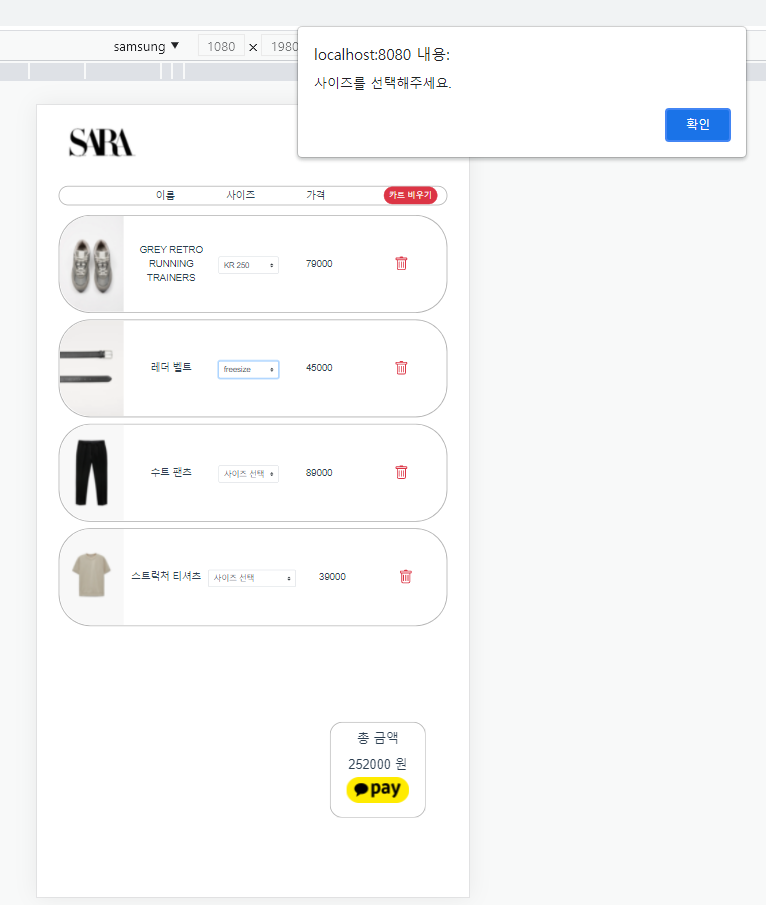 samsung ▼ 1080 × 1980
localhost:8080 내용:
사이즈를 선택해주세요.
확인
SARA
이름 사이즈 가격 카트 비우기
GREY RETRO
RUNNING
TRAINERS
KR 250 79000
레더 벨트 freesize 45000
수트 팬츠 사이즈 선택 89000
스트럭처 티셔츠 사이즈 선택 39000
총 금액
252000 원
pay